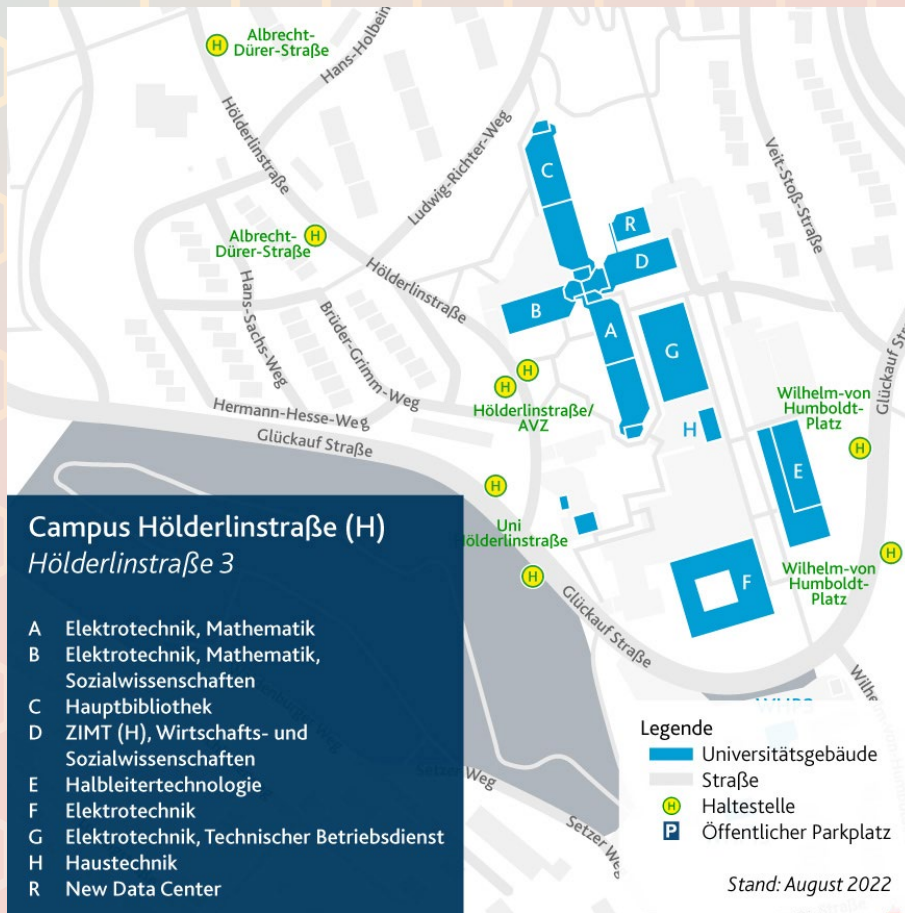 Albrecht-
Dürer-Straße
H
Hans-Holbein
Hölderlinstraße
Ludwig-Richter-Weg
Veit-Stoß-Straße
C
R
D
Albrecht-
Dürer-Straße
H
Hans-Sachs-Weg
Hölderlinstraße
Brüder-Grimm-Weg
B
A
G
H
H
Hölderlinstraße/
AVZ
Hermann-Hesse-Weg
Glückauf Straße
H
Wilhelm-von
Humboldt-
Platz
H
Glückauf Str
E
H
Uni
Hölderlinstraße
H
Glückauf Straße
F
Wilhelm-von
Humboldt-
Platz
H
Campus Hölderlinstraße (H)
Hölderlinstraße 3
A Elektrotechnik, Mathematik
B Elektrotechnik, Mathematik,
Sozialwissenschaften
C Hauptbibliothek
D ZIMT (H), Wirtschafts- und
Sozialwissenschaften
E Halbleitertechnologie
F Elektrotechnik
G Elektrotechnik, Technischer Betriebsdienst
H Haustechnik
R New Data Center
Setzer Weg
Setzer Weg
Legende
Universitätsgebäude
Straße
H Haltestelle
P Öffentlicher Parkplatz
Stand: August 2022